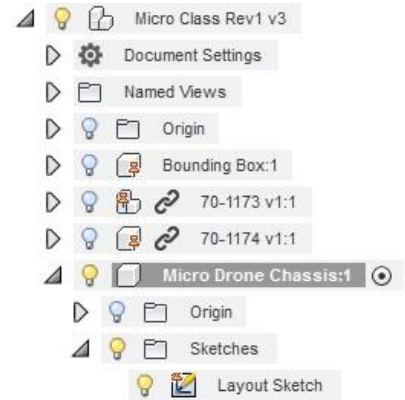 Micro Class Rev1 v3
Document Settings
Named Views
Origin
Bounding Box:1
70-1173 v1:1
70-1174 v1:1
Micro Drone Chassis:1
Origin
Sketches
Layout Sketch